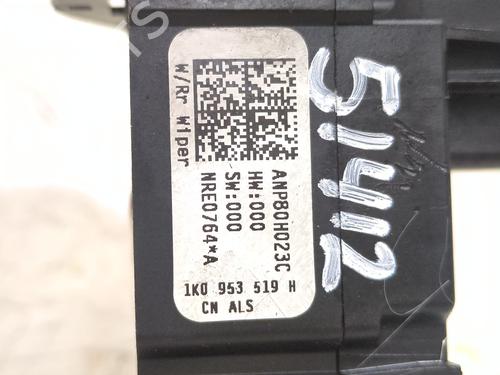 W/Rr Wiper
ANP80H023C
HW:000
SW:000
NRE0764*A
1K0 953 519 H
CN ALS
51412